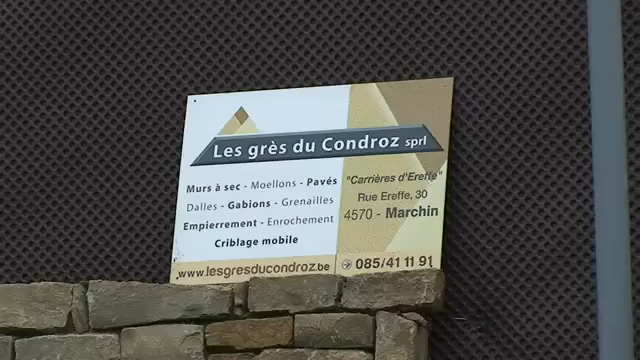 Les grès du Condroz sprl
Murs à sec - Moellons - Pavés
Dalles - Gabions - Grenailles
Empierrement - Enrochement
Criblage mobile
www.lesgresducondroz.be
"Carrières d'Ereffe"
Rue Ereffe, 30
4570 - Marchin
085/41 11 91